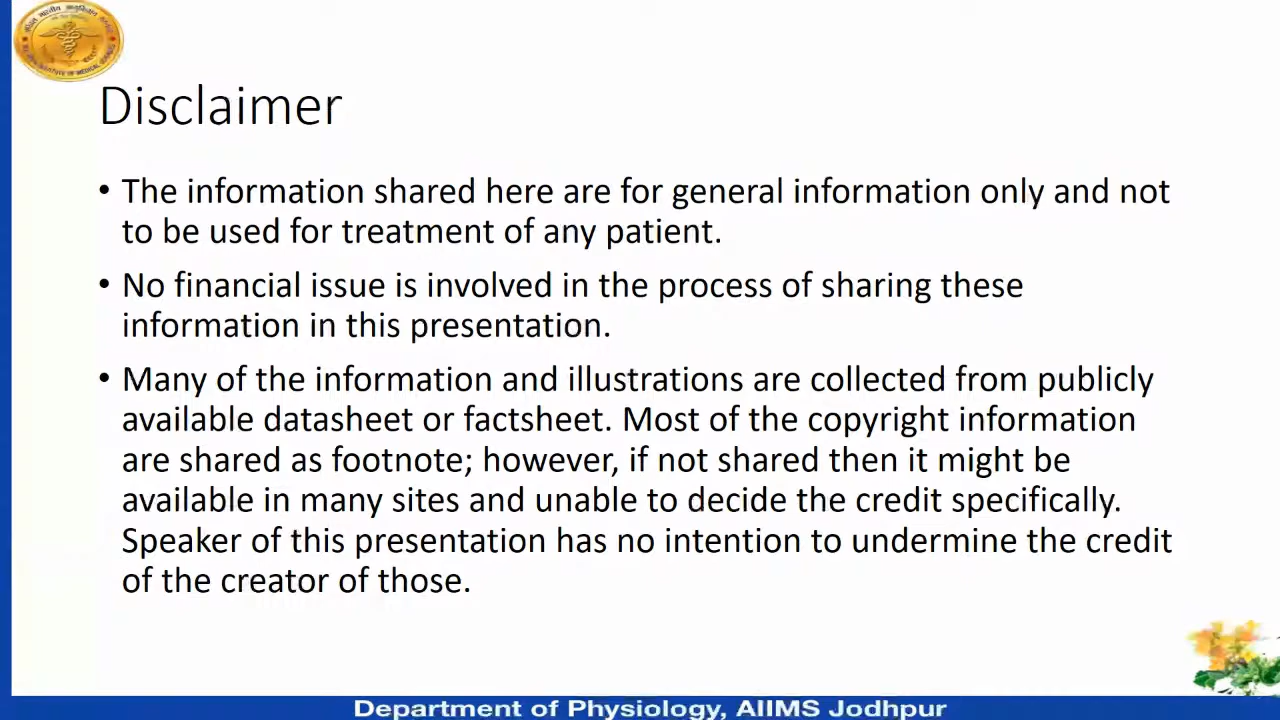 Disclaimer
• The information shared here are for general information only and not
to be used for treatment of any patient.
• No financial issue is involved in the process of sharing these
information in this presentation.
• Many of the information and illustrations are collected from publicly
available datasheet or factsheet. Most of the copyright information
are shared as footnote; however, if not shared then it might be
available in many sites and unable to decide the credit specifically.
Speaker of this presentation has no intention to undermine the credit
of the creator of those.
Department of Physiology, AIIMS Jodhpur